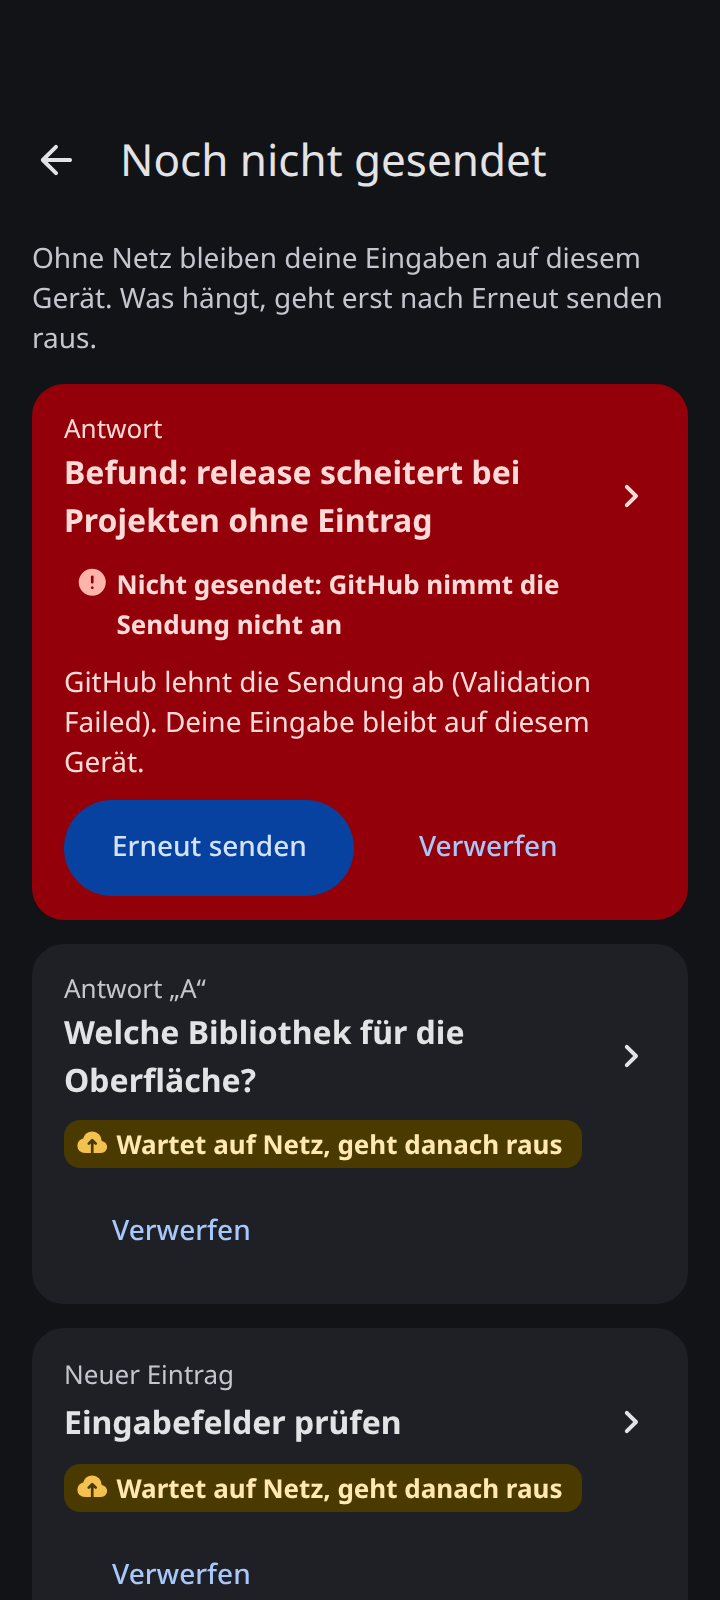 Noch nicht gesendet
Ohne Netz bleiben deine Eingaben auf diesem
Gerät. Was hängt, geht erst nach Erneut senden
raus.
Antwort
Befund: release scheitert bei
Projekten ohne Eintrag
Nicht gesendet: GitHub nimmt die
Sendung nicht an
GitHub lehnt die Sendung ab (Validation
Failed). Deine Eingabe bleibt auf diesem
Gerät.
Erneut senden
Verwerfen
Antwort „A“
Welche Bibliothek für die
Oberfläche?
Wartet auf Netz, geht danach raus
Verwerfen
Neuer Eintrag
Eingabefelder prüfen
Wartet auf Netz, geht danach raus
Verwerfen